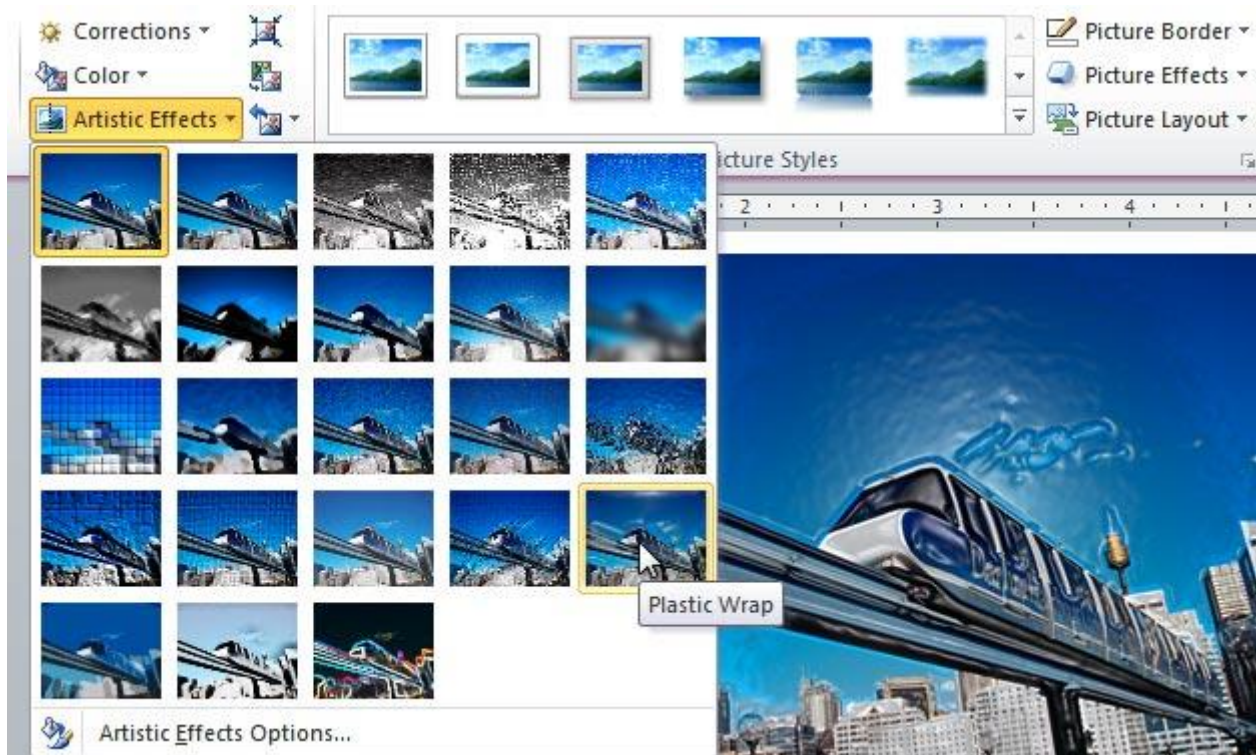 Corrections
Color
Artistic Effects
Picture Border
Picture Effects
Picture Layout
icture Styles
2 3 4
Plastic Wrap
Artistic Effects Options...